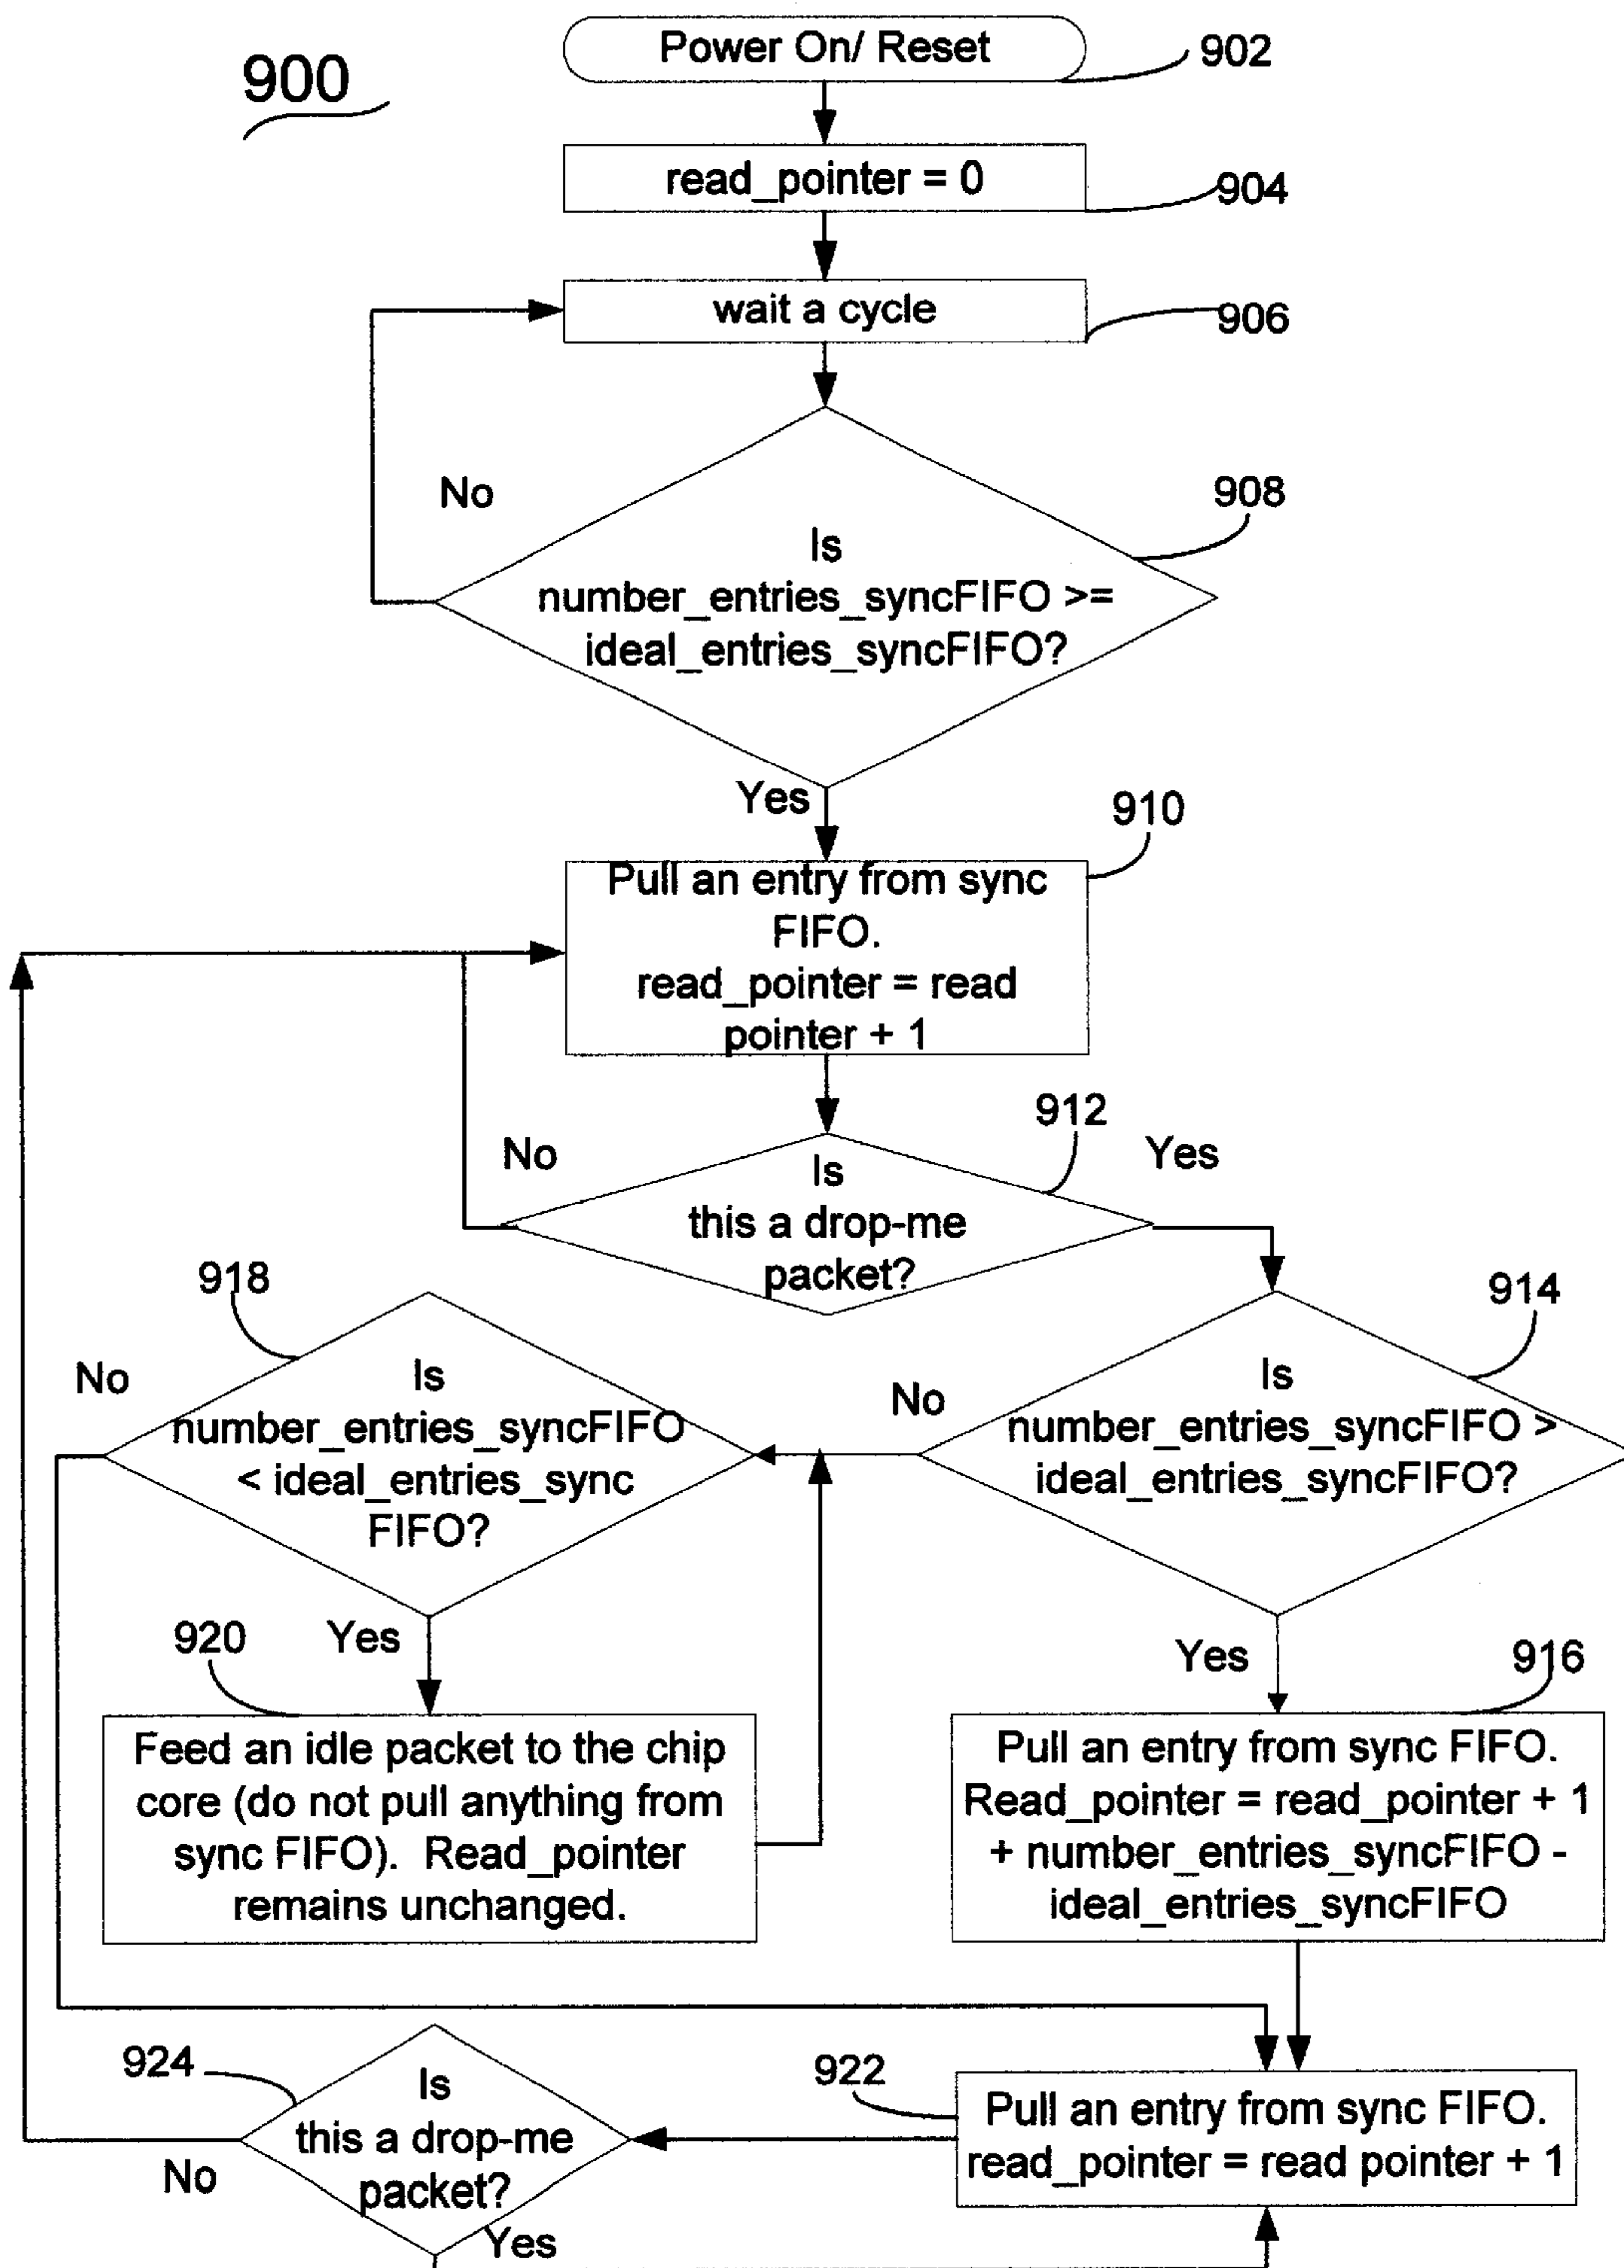 900
Power On/ Reset
902
read_pointer = 0
904
wait a cycle
906
No
908
Is
number_entries_syncFIFO >=
ideal_entries_syncFIFO?
Yes
910
Pull an entry from sync
FIFO.
read_pointer = read
pointer + 1
912
No
Yes
Is
this a drop-me
packet?
918
914
No
Is
number_entries_syncFIFO
< ideal_entries_sync
FIFO?
No
Is
number_entries_syncFIFO >
ideal_entries_syncFIFO?
920
Yes
Yes
916
Feed an idle packet to the chip
core (do not pull anything from
sync FIFO).  Read_pointer
remains unchanged.
Pull an entry from sync FIFO.
Read_pointer = read_pointer + 1
+ number_entries_syncFIFO -
ideal_entries_syncFIFO
924
Is
this a drop-me
packet?
No
Yes
922
Pull an entry from sync FIFO.
read_pointer = read pointer + 1